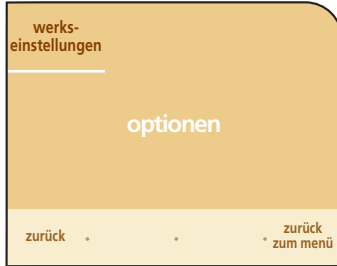 werks-
einstellungen
optionen
zurück
zurück
zum menü